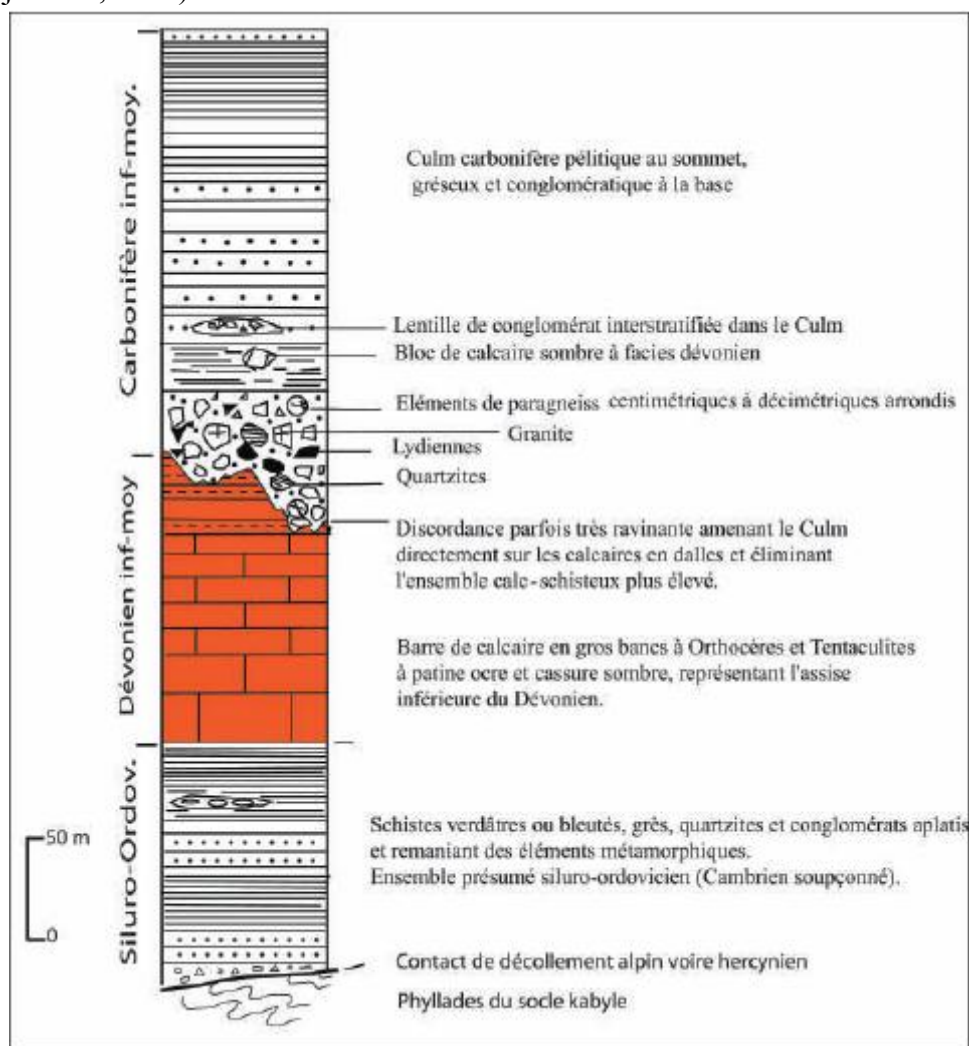 Carbonifère inf-moy.
Culm carbonifère pélitique au sommet,
gréseux et conglomératique à la base
Lentille de conglomérat interstratifiée dans le Culm
Bloc de calcaire sombre à facies dévonien
Eléments de paragneiss centimétriques à décimétriques arrondis
Granite
Lydiennes
Quartzites
Dévonien inf-moy
Discordance parfois très ravinante amenant le Culm
directement sur les calcaires en dalles et éliminant
l'ensemble calc-schisteux plus élevé.
Barre de calcaire en gros bancs à Orthocères et Tentaculites
à patine ocre et cassure sombre, représentant l'assise
inférieure du Dévonien.
Siluro-Ordov.
50 m
0
Schistes verdâtres ou bleutés, grès, quartzites et conglomérats aplatis
et remaniant des éléments métamorphiques.
Ensemble présumé siluro-ordovicien (Cambrien soupçonné).
Contact de décollement alpin voire hercynien
Phyllades du socle kabyle